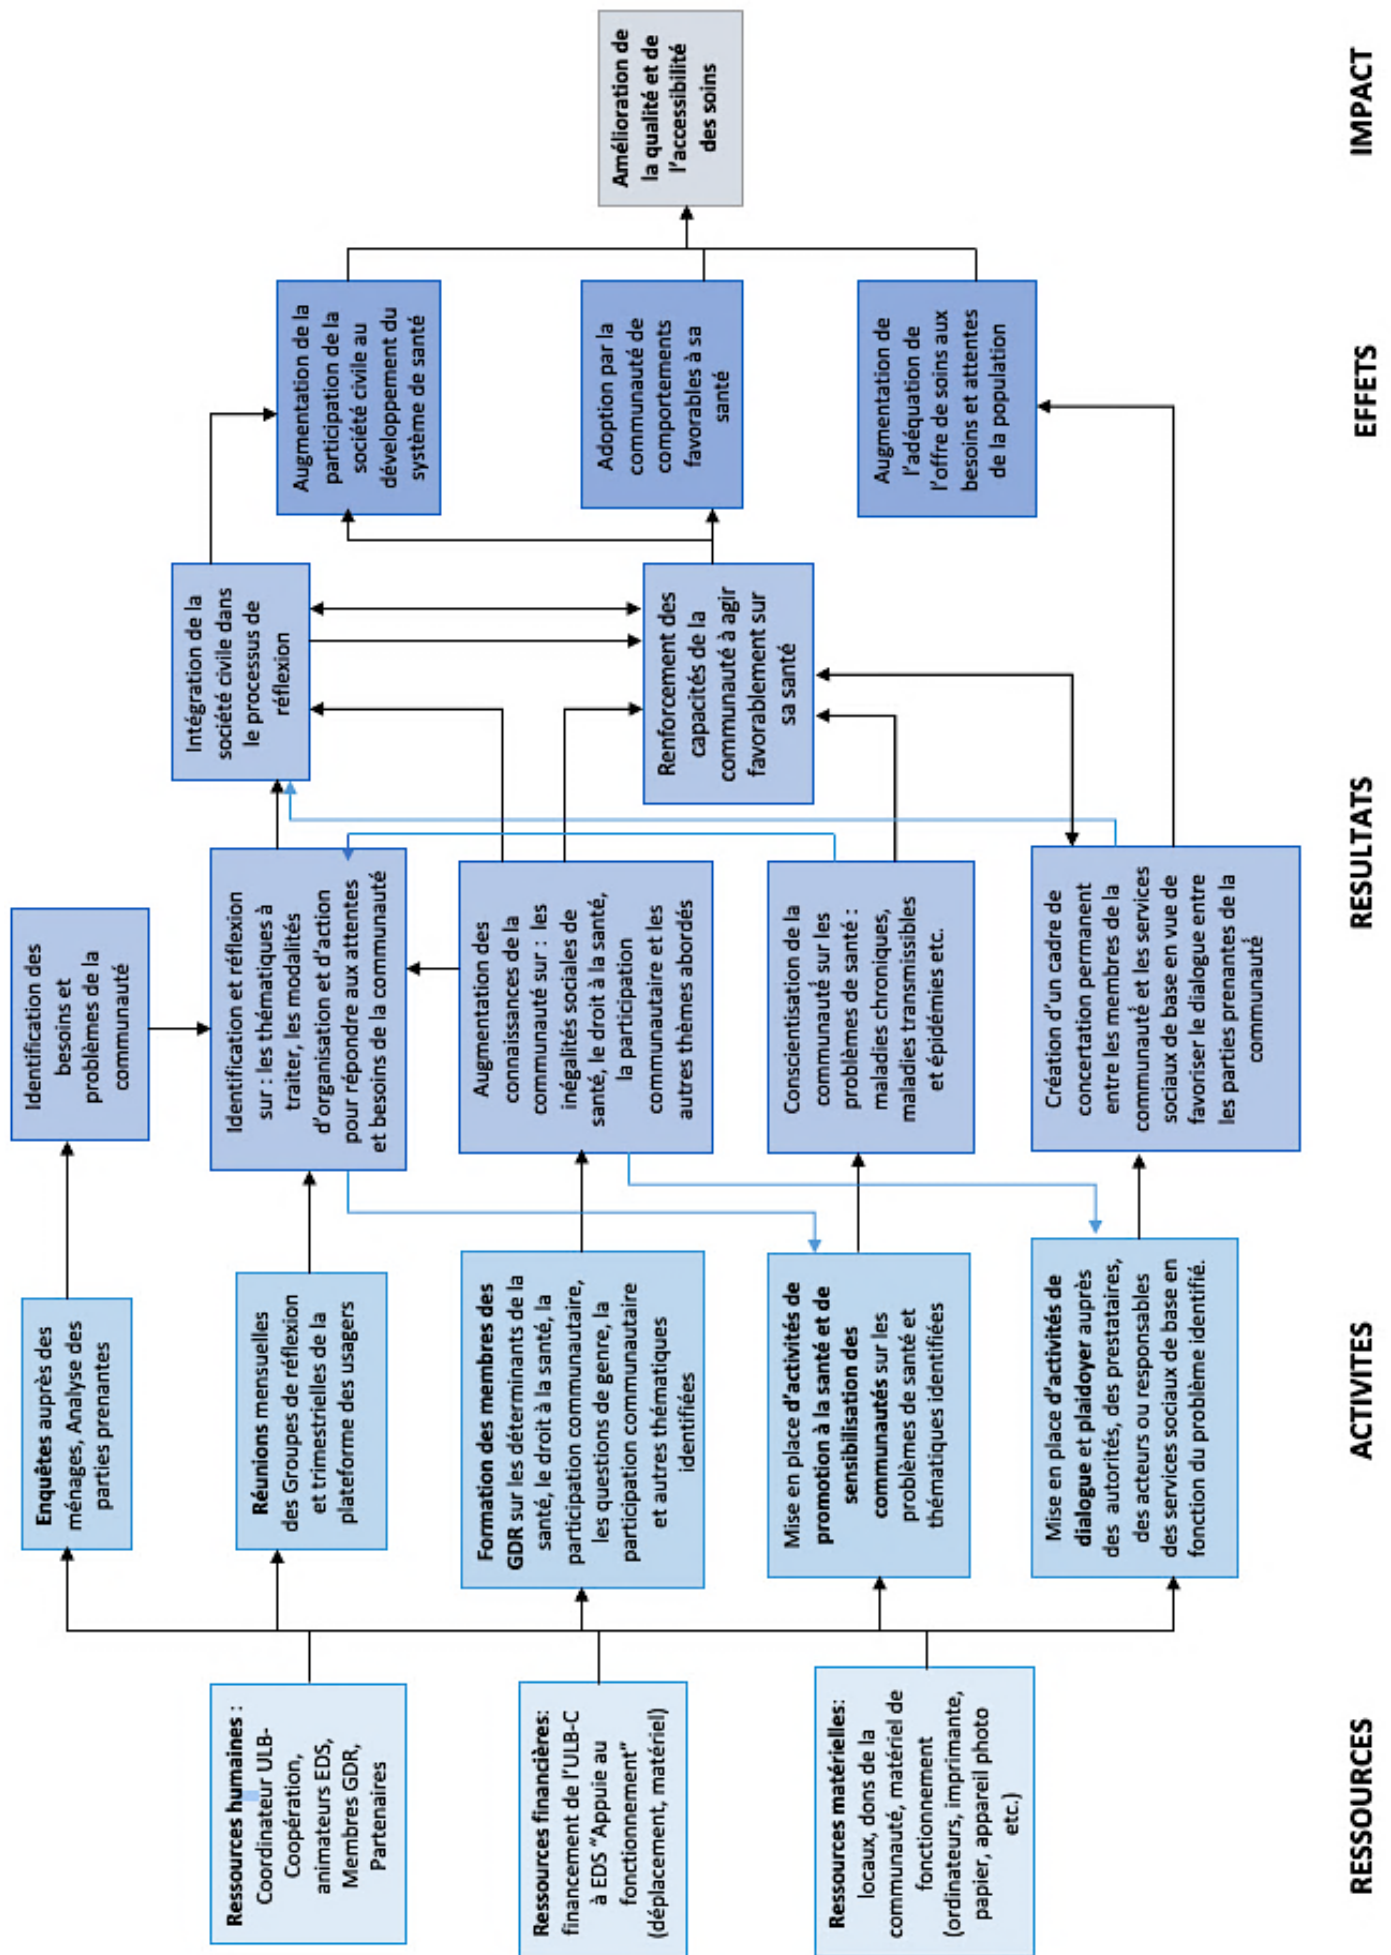 Ressources humaines :
Coordinateur ULB-
Coopération,
animateurs EDS,
Membres GDR,
Partenaires
Ressources financières:
financement de l'ULB-C
à EDS "Appuie au
fonctionnement"
(déplacement, matériel)
Ressources matérielles:
locaux, dons de la
communauté, matériel de
fonctionnement
(ordinateurs, imprimante,
papier, appareil photo
etc.)
RESSOURCES
Enquêtes auprès des
ménages, Analyse des
parties prenantes
Réunions mensuelles
des Groupes de réflexion
et trimestrielles de la
plateforme des usagers
Formation des membres des
GDR sur les déterminants de la
santé, le droit à la santé, la
participation communautaire,
les questions de genre, la
participation communautaire
et autres thématiques
identifiées
Mise en place d'activités de
promotion à la santé et de
sensibilisation des
communautés sur les
problèmes de santé et
thématiques identifiées
Mise en place d'activités de
dialogue et plaidoyer auprès
des autorités, des prestataires,
des acteurs ou responsables
des services sociaux de base en
fonction du problème identifié.
ACTIVITES
Identification des
besoins et
problèmes de la
communauté
Identification et réflexion
sur : les thématiques à
traiter, les modalités
d'organisation et d'action
pour répondre aux attentes
et besoins de la communauté
Augmentation des
connaissances de la
communauté sur : les
inégalités sociales de
santé, le droit à la santé,
la participation
communautaire et les
autres thèmes abordés
Conscientisation de la
communauté sur les
problèmes de santé :
maladies chroniques,
maladies transmissibles
et épidémies etc.
Création d'un cadre de
concertation permanent
entre les membres de la
communauté et les services
sociaux de base en vue de
favoriser le dialogue entre
les parties prenantes de la
communauté
Intégration de la
société civile dans
le processus de
réflexion
Renforcement des
capacités de la
communauté à agir
favorablement sur
sa santé
RESULTATS
Augmentation de la
participation de la
société civile au
développement du
système de santé
Adoption par la
communauté de
comportements
favorables à sa
santé
Augmentation de
l'adéquation de
l'offre de soins aux
besoins et attentes
de la population
EFFETS
Amélioration de
la qualité et de
l'accessibilité
des soins
IMPACT